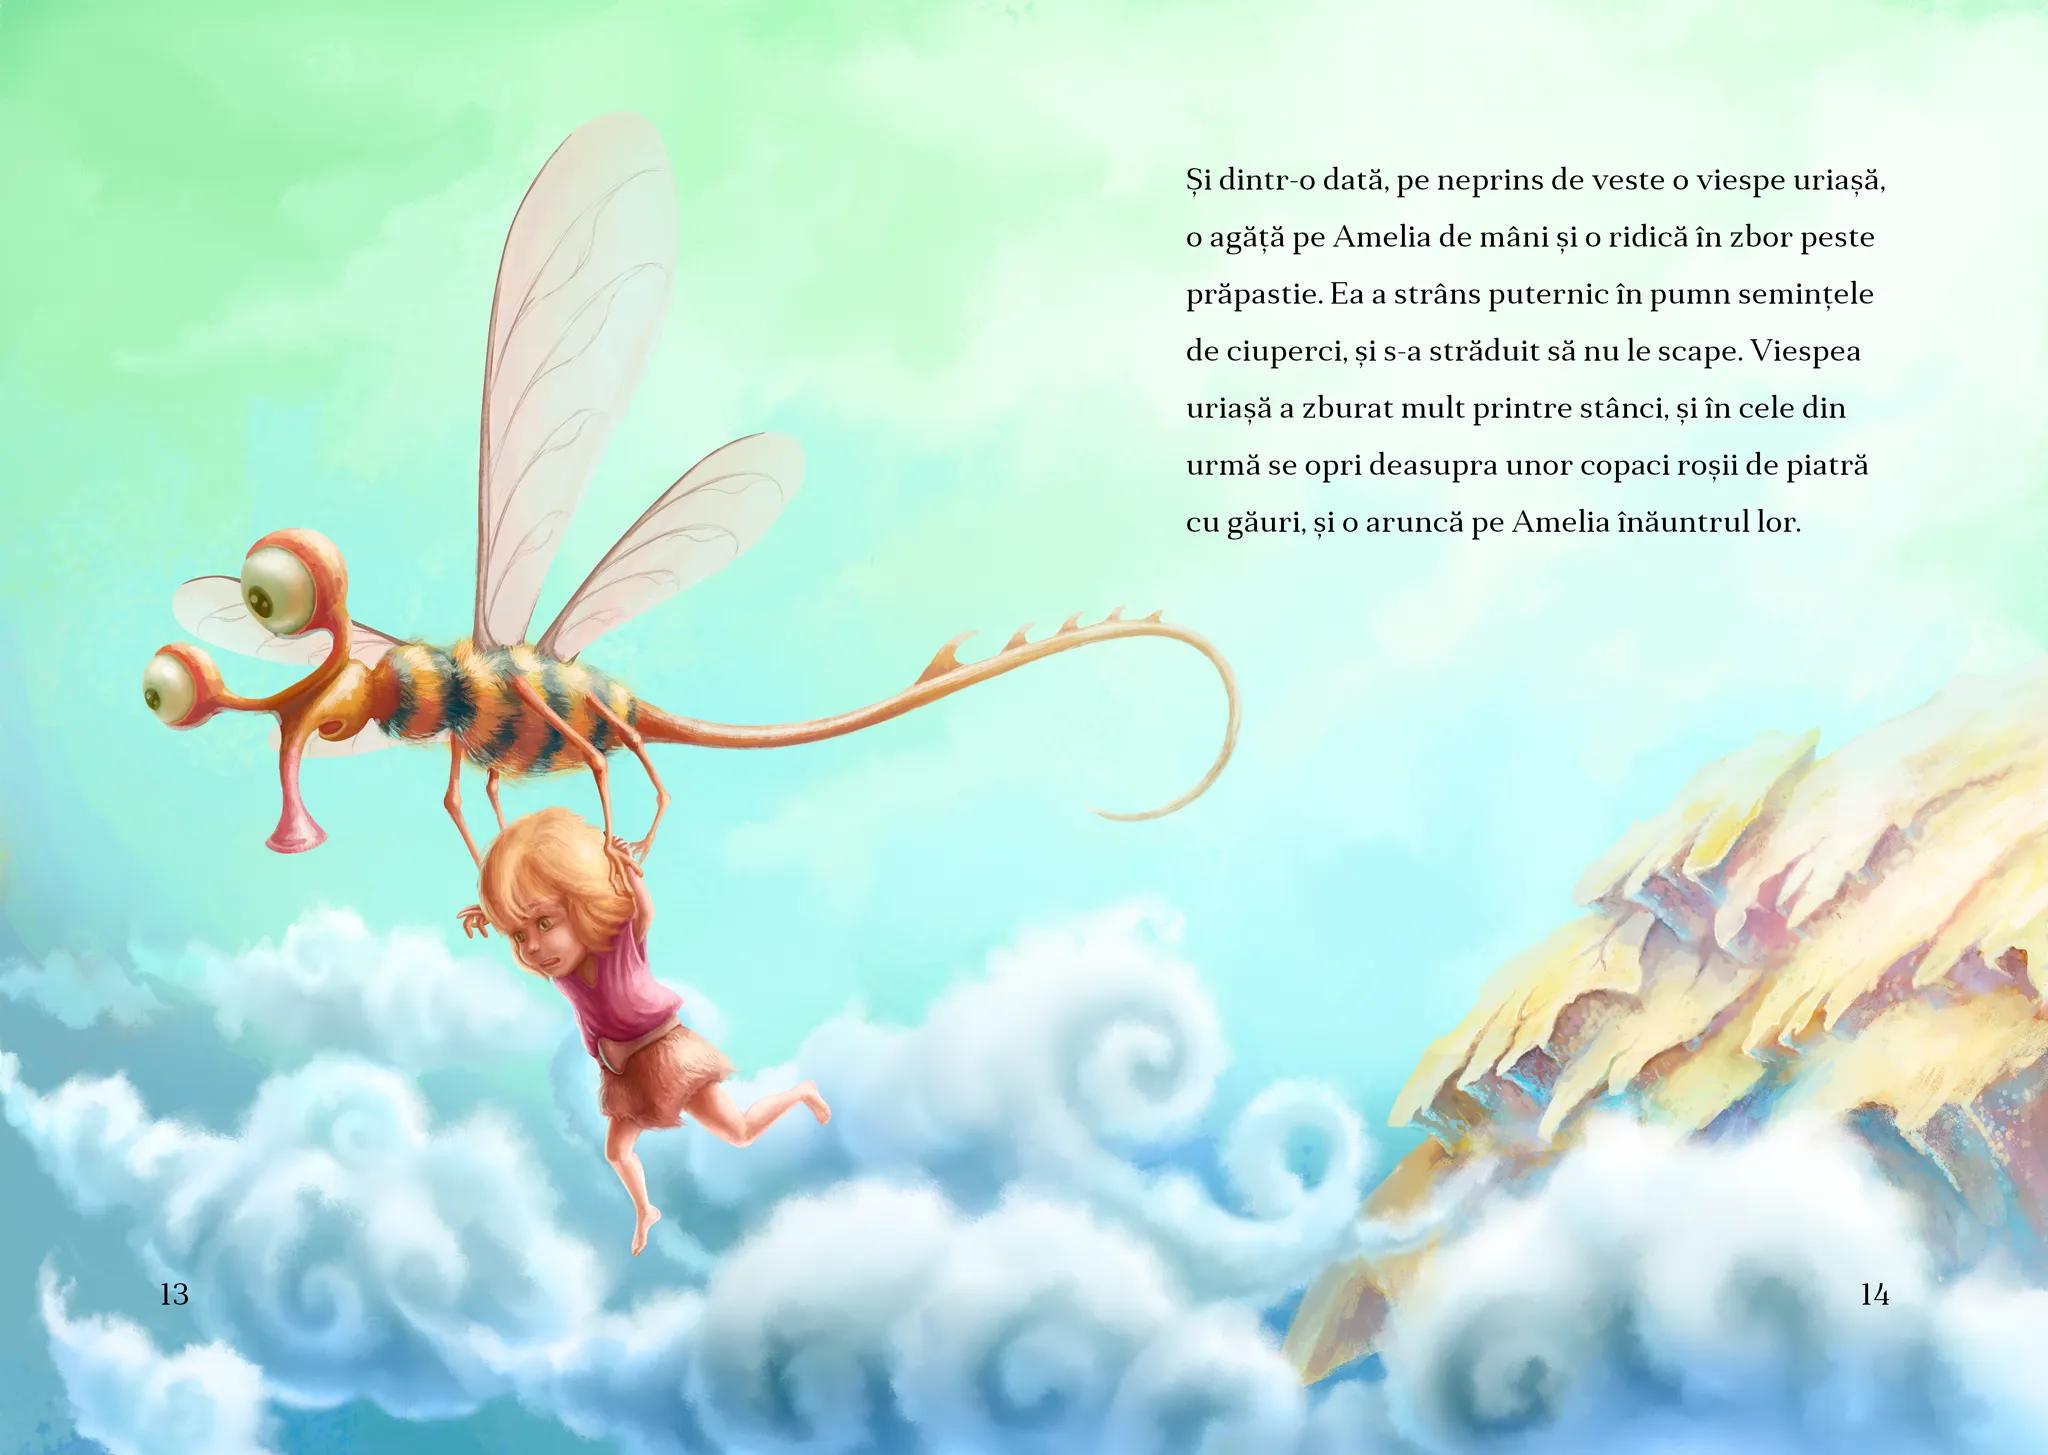 Și dintr-o dată, pe neprins de veste o viespe uriașă,
o agăță pe Amelia de mâni și o ridică în zbor peste
prăpastie. Ea a strâns puternic în pumn semințele
de ciuperci, și s-a străduit să nu le scape. Viespea
uriașă a zburat mult printre stânci, și în cele din
urmă se opri deasupra unor copaci roșii de piatră
cu găuri, și o aruncă pe Amelia înăuntrul lor.
13
14